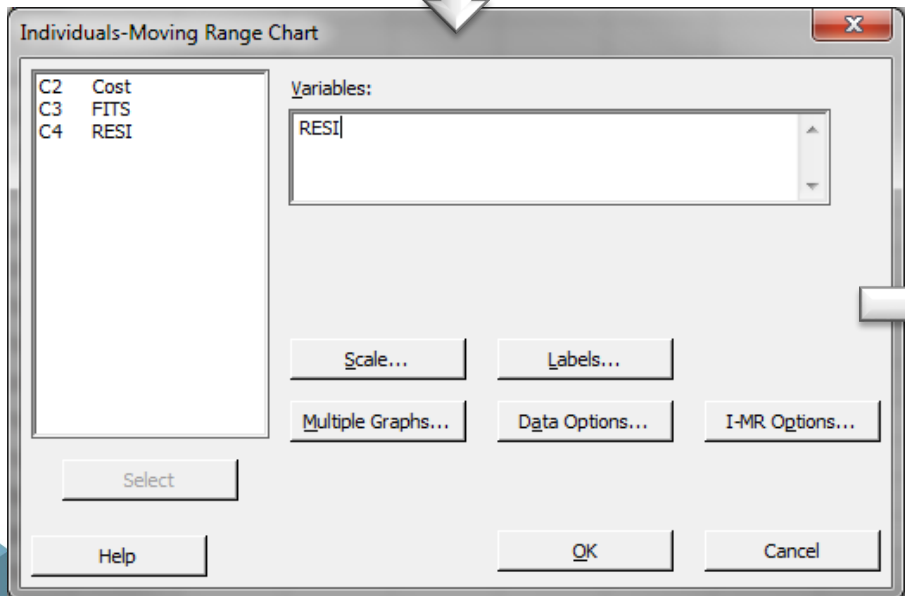 Individuals-Moving Range Chart
C2 Cost
C3 FITS
C4 RESI
Variables:
RESI
Scale...
Labels...
Multiple Graphs...
Data Options...
I-MR Options...
Select
Help
OK
Cancel